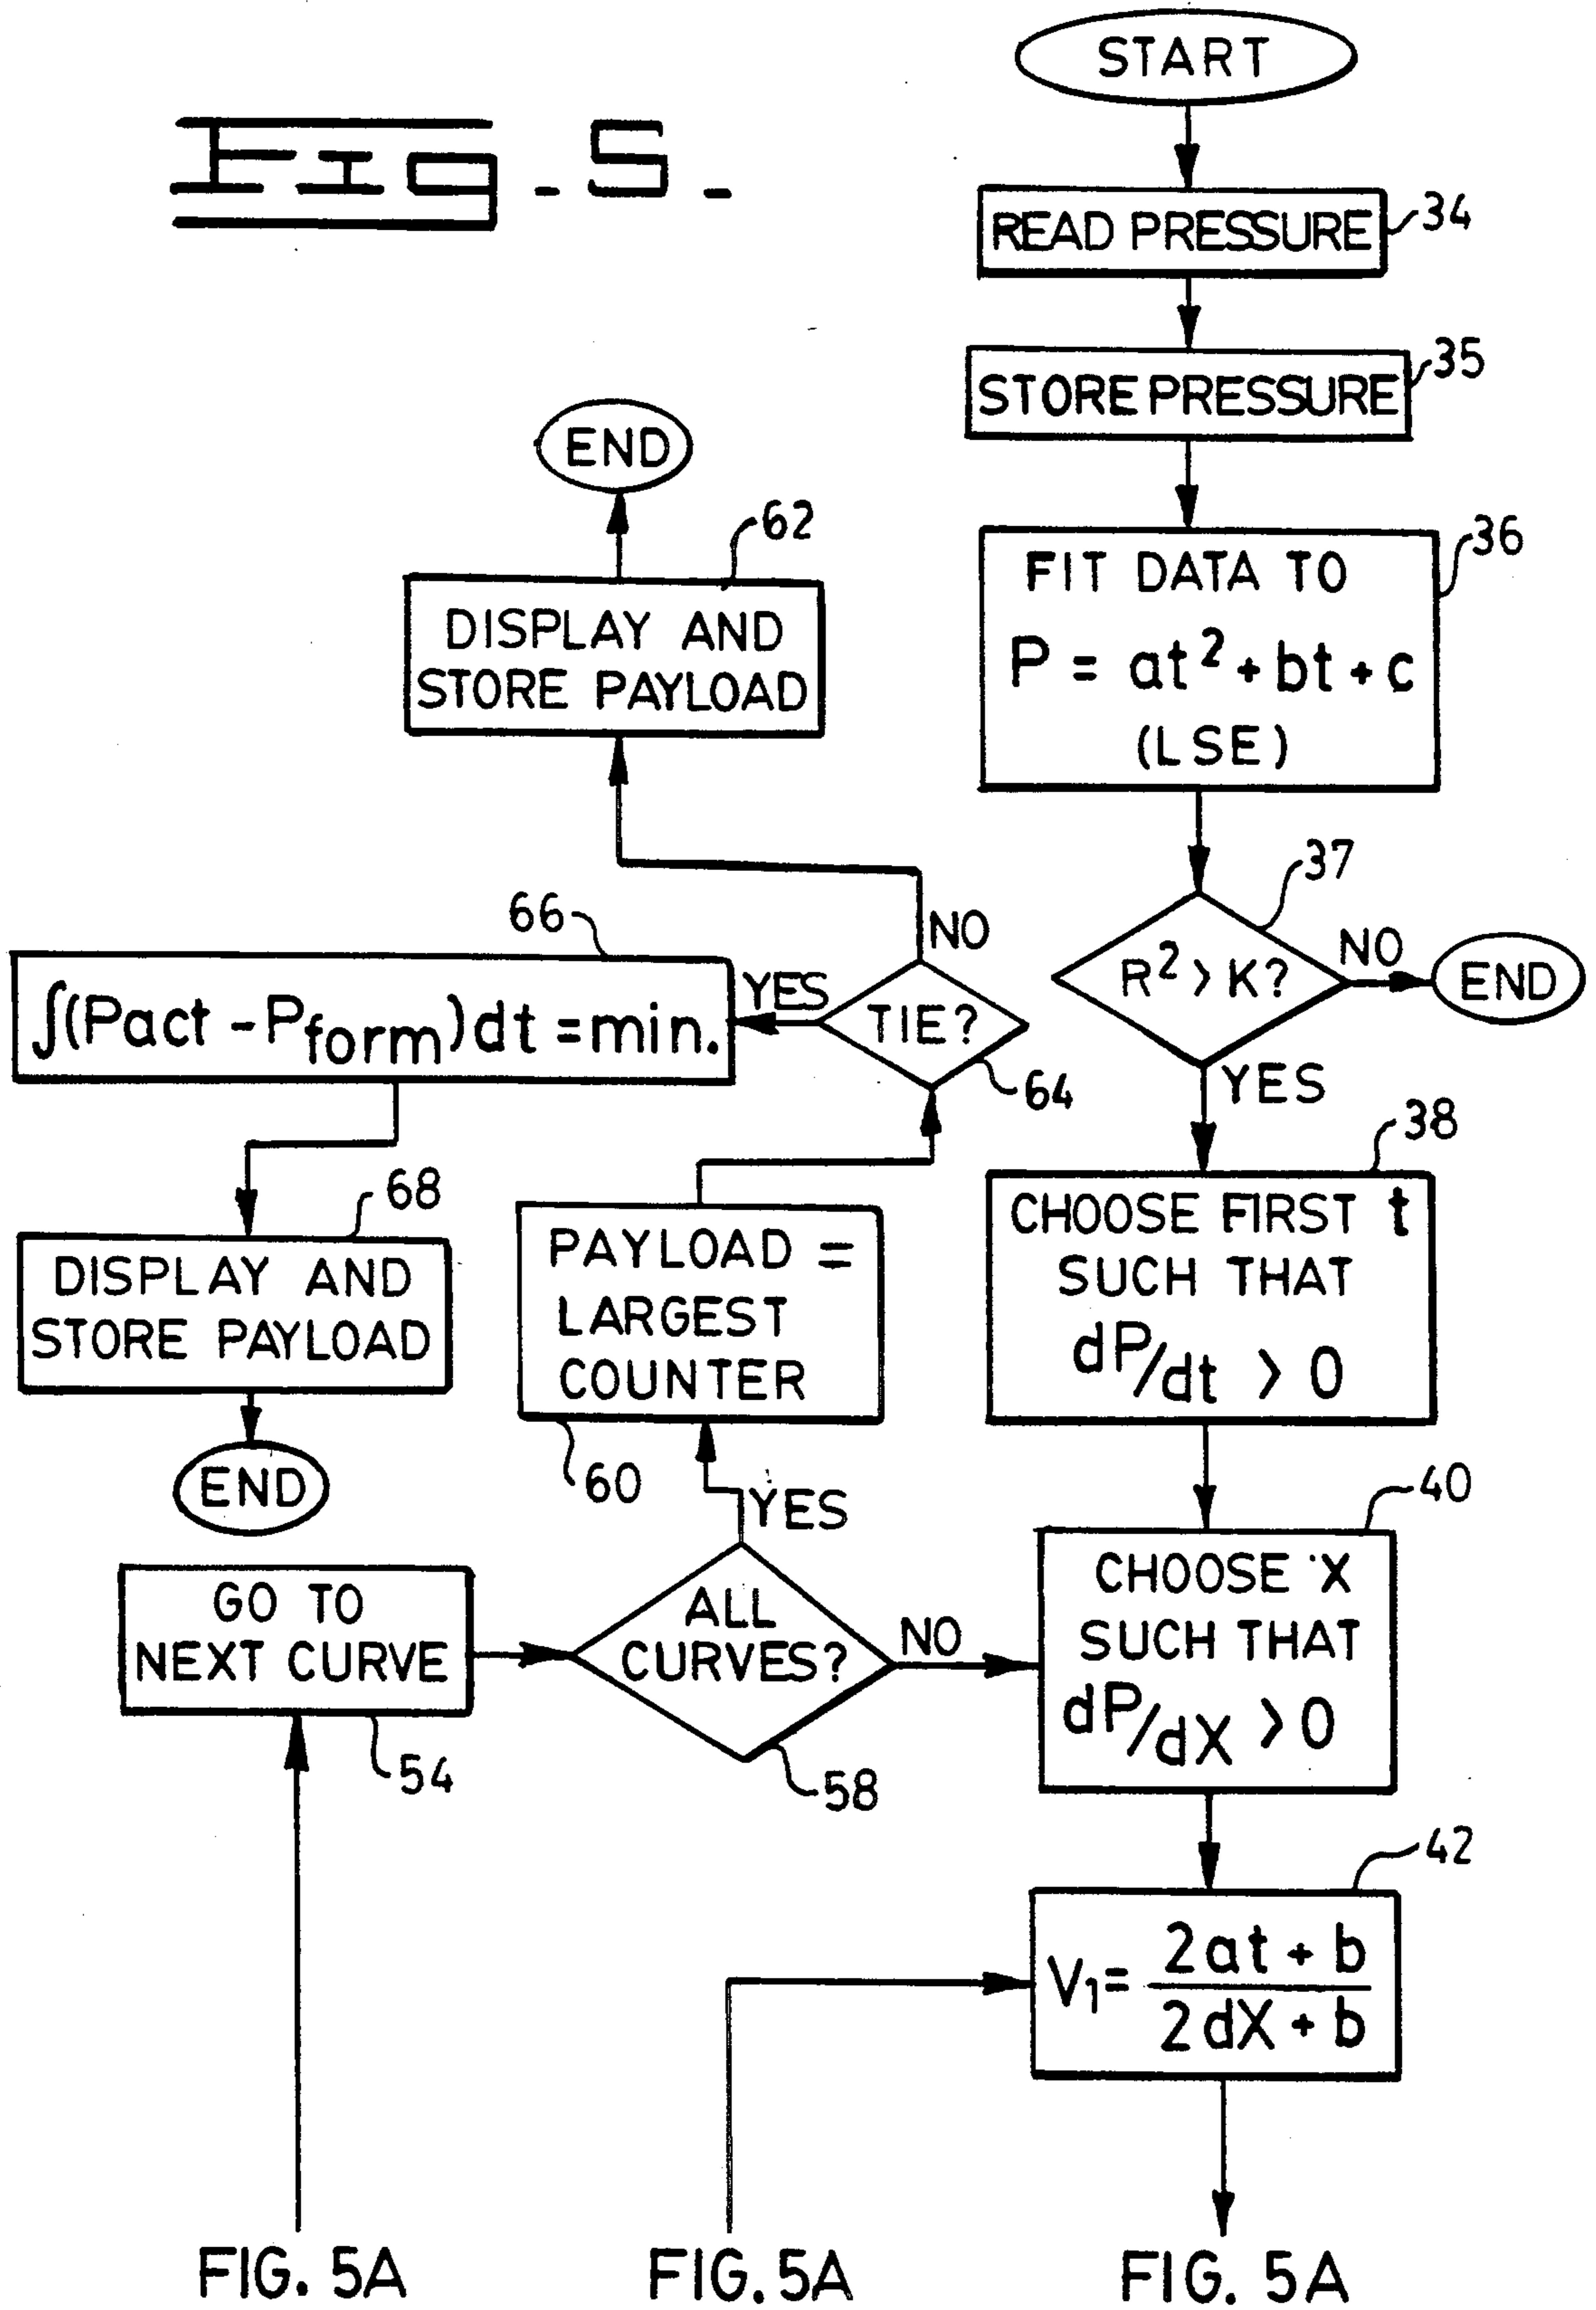 Fig. 5.
START
READ PRESSURE
34
STORE PRESSURE
35
FIT DATA TO
P = at² + bt + c
(LSE)
36
R² > K?
37
NO
END
YES
CHOOSE FIRST t
SUCH THAT
dP/dt > 0
38
CHOOSE X
SUCH THAT
dP/dX > 0
40
V₁ = (2at + b)/(2dX + b)
42
END
DISPLAY AND
STORE PAYLOAD
62
NO
TIE?
64
YES
66
∫(Pact - Pform)dt = min.
DISPLAY AND
STORE PAYLOAD
68
END
PAYLOAD =
LARGEST
COUNTER
60
YES
GO TO
NEXT CURVE
54
ALL
CURVES?
58
NO
FIG. 5A
FIG. 5A
FIG. 5A